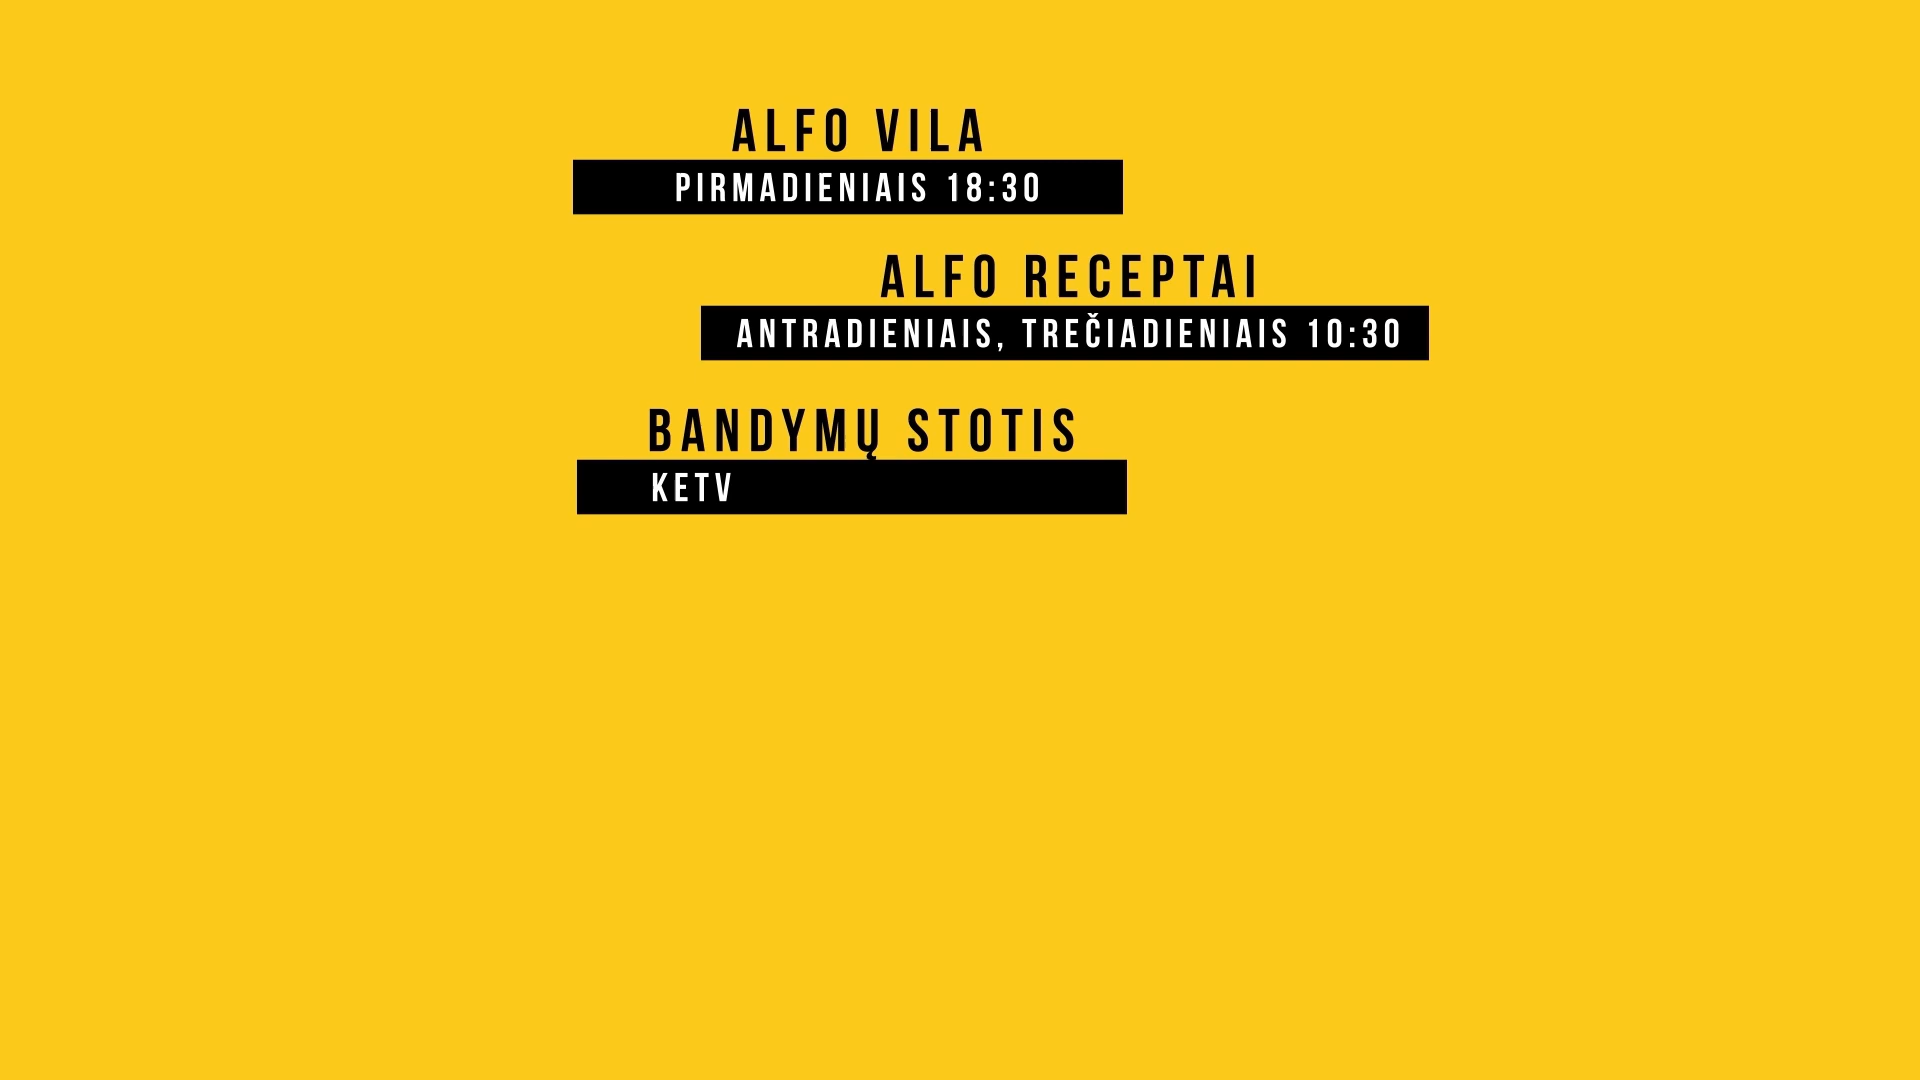 ALFO VILA
PIRMADIENIAIS 18:30
ALFO RECEPTAI
ANTRADIENIAIS, TREČIADIENIAIS 10:30
BANDYMŲ STOTIS
KETV